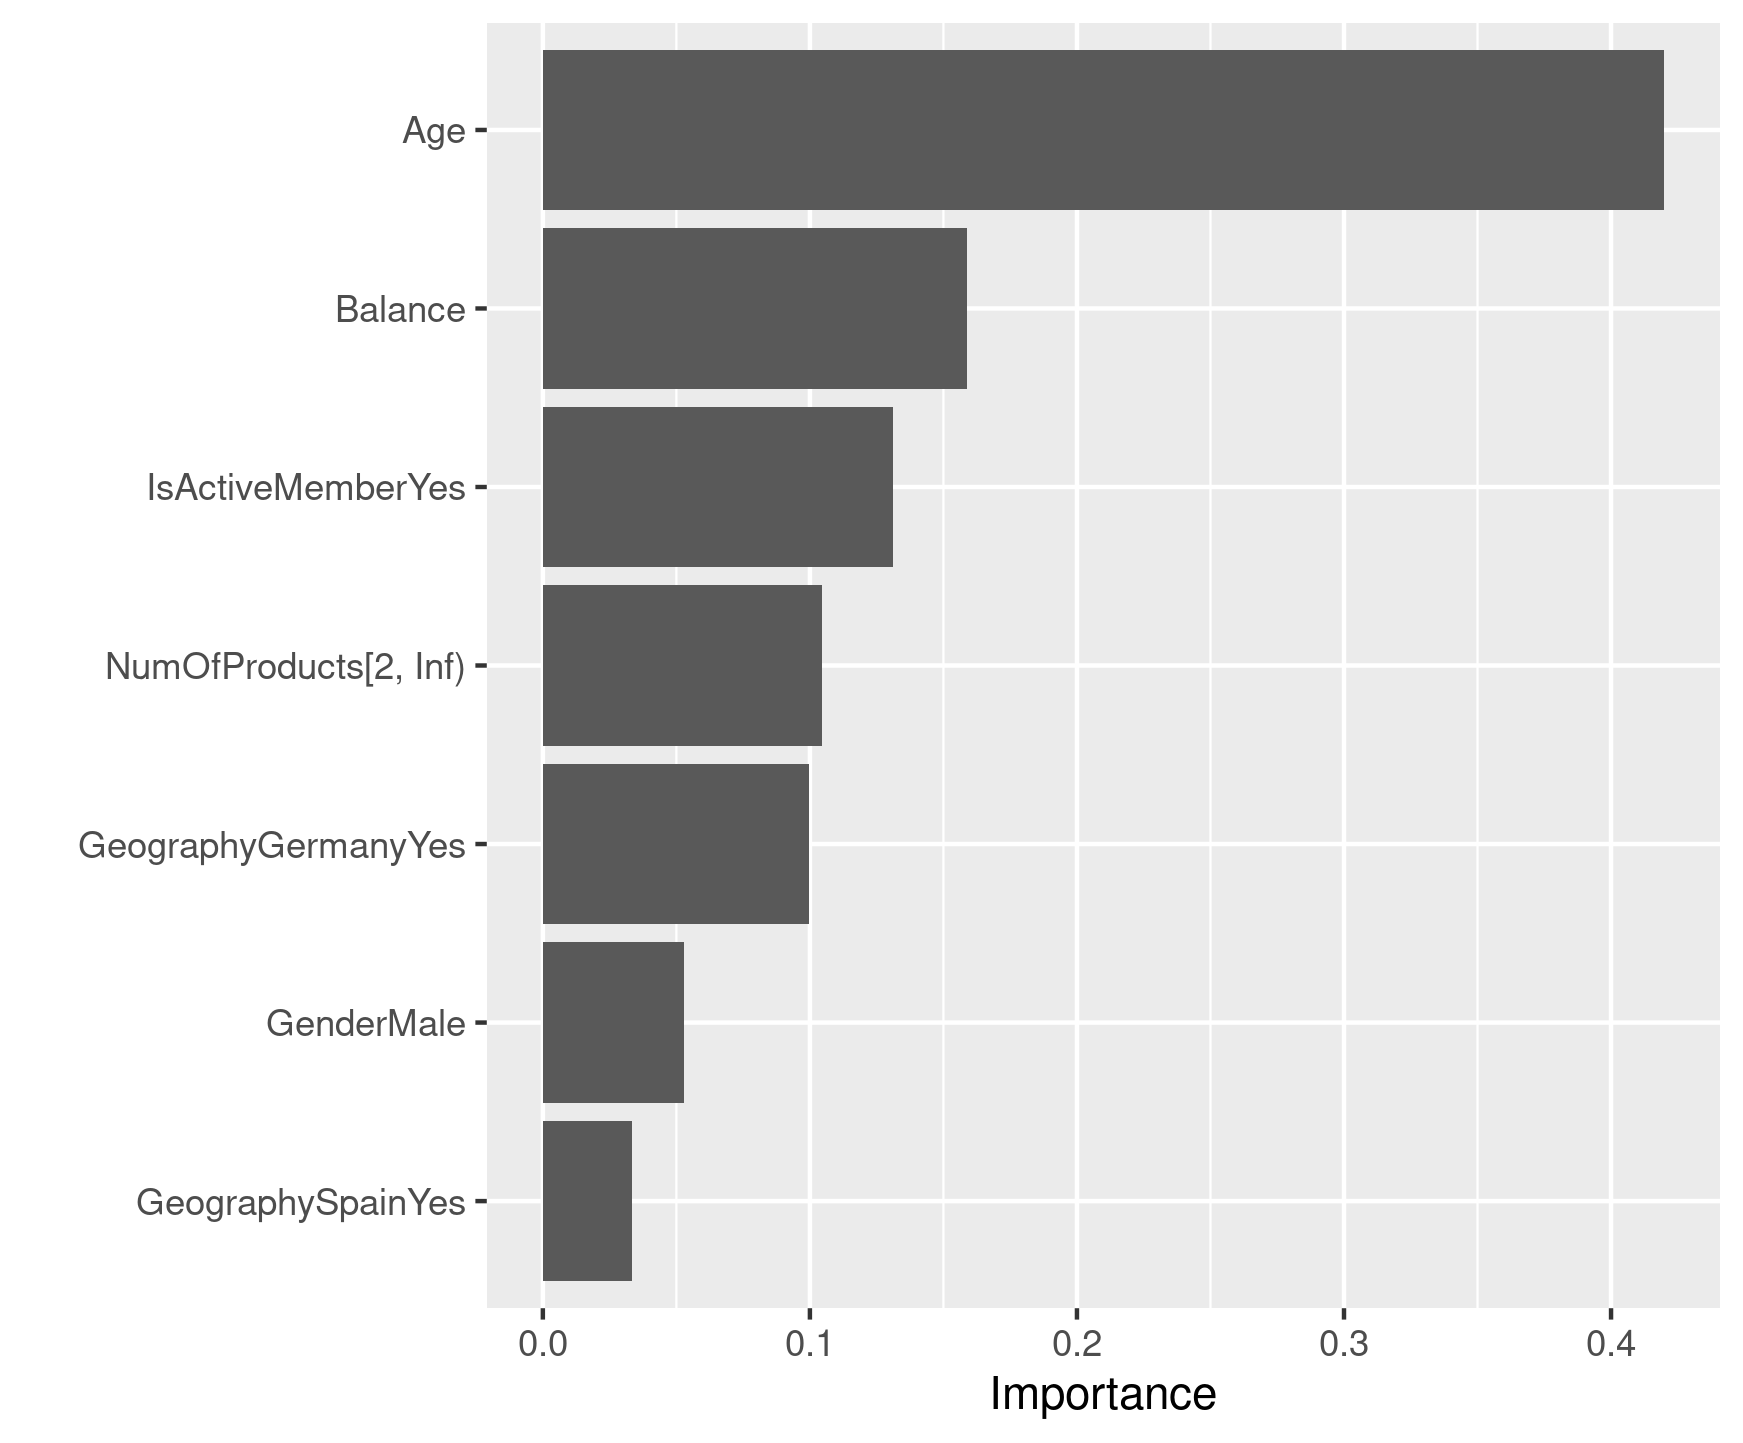 Age
Balance
IsActiveMemberYes
NumOfProducts[2, Inf)
GeographyGermanyYes
GenderMale
GeographySpainYes
0.0 0.1 0.2 0.3 0.4
Importance